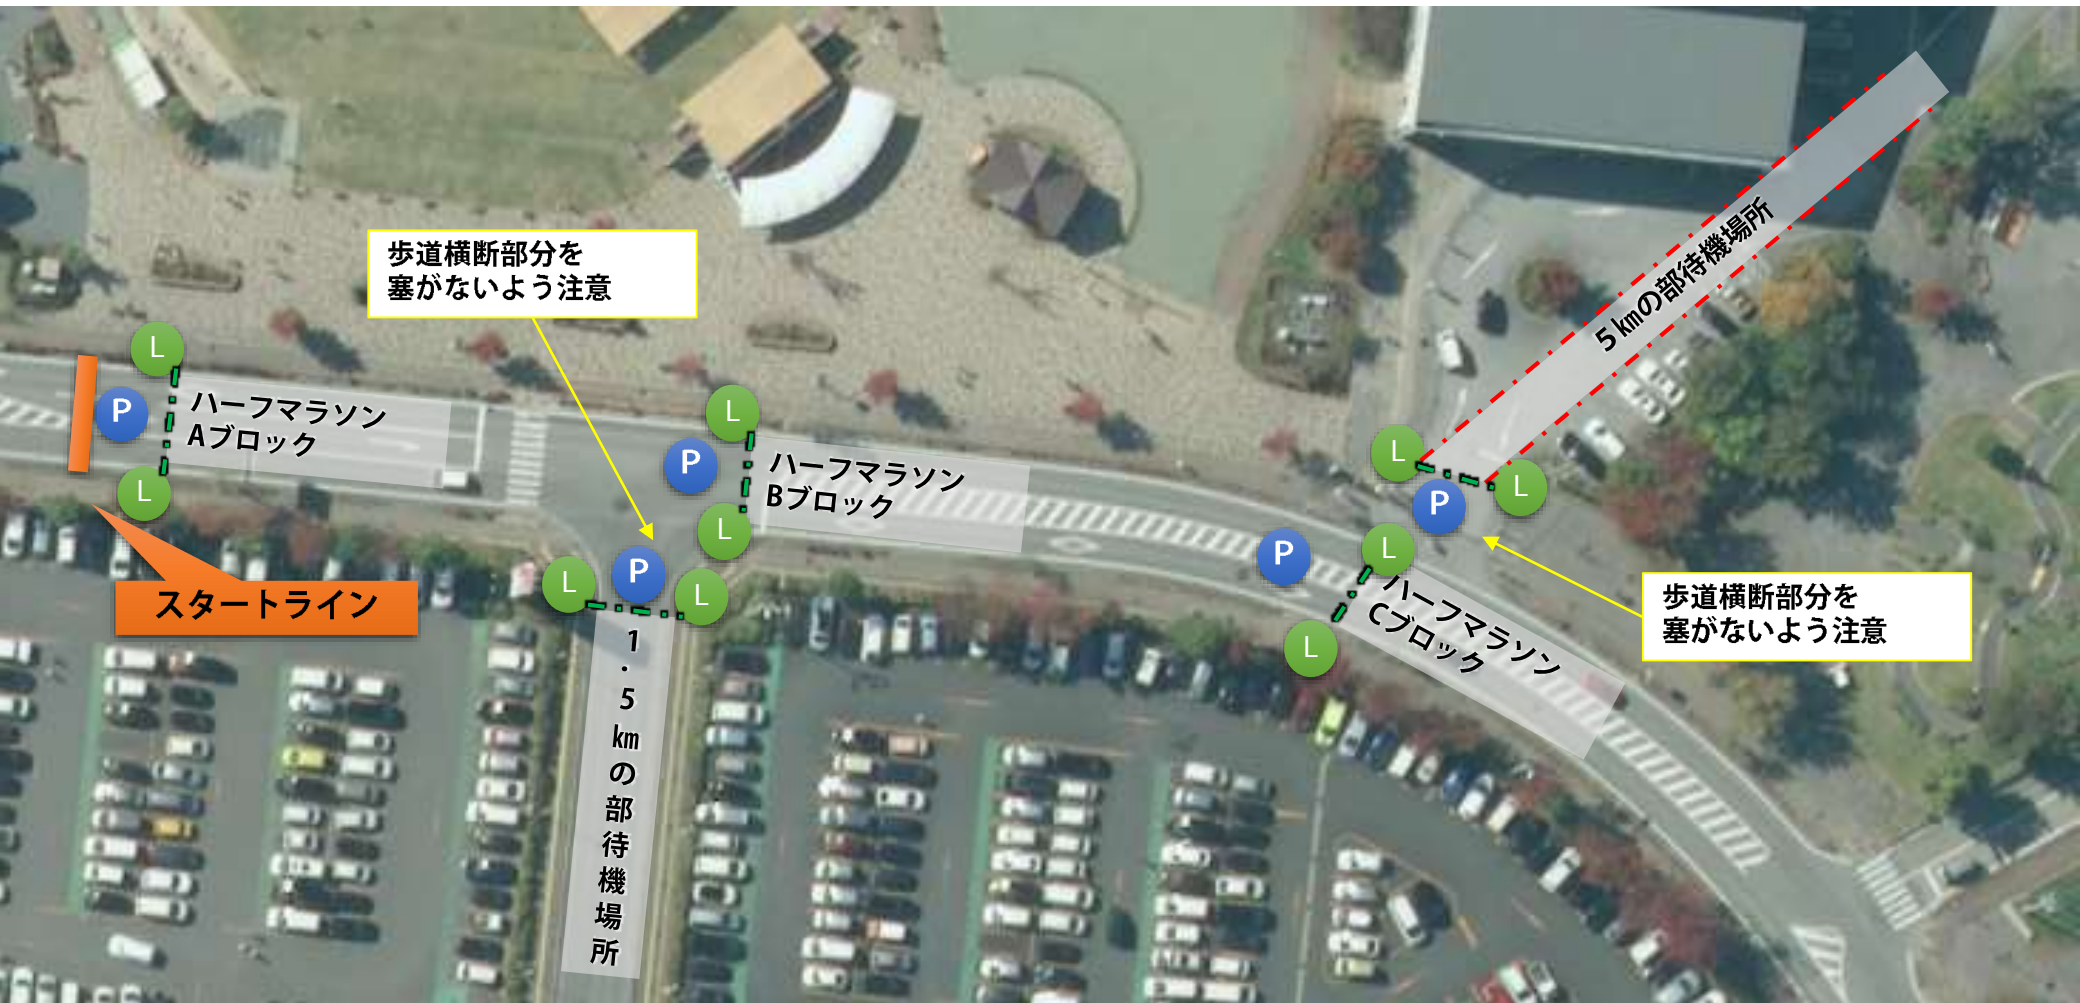 歩道横断部分を
塞がないよう注意
5㎞の部待機場所
L
P
L
ハーフマラソン
Aブロック
スタートライン
L
P
L
ハーフマラソン
Bブロック
L
P
L
1.5㎞の部待機場所
L
P
L
P
L
L
ハーフマラソン
Cブロック
歩道横断部分を
塞がないよう注意